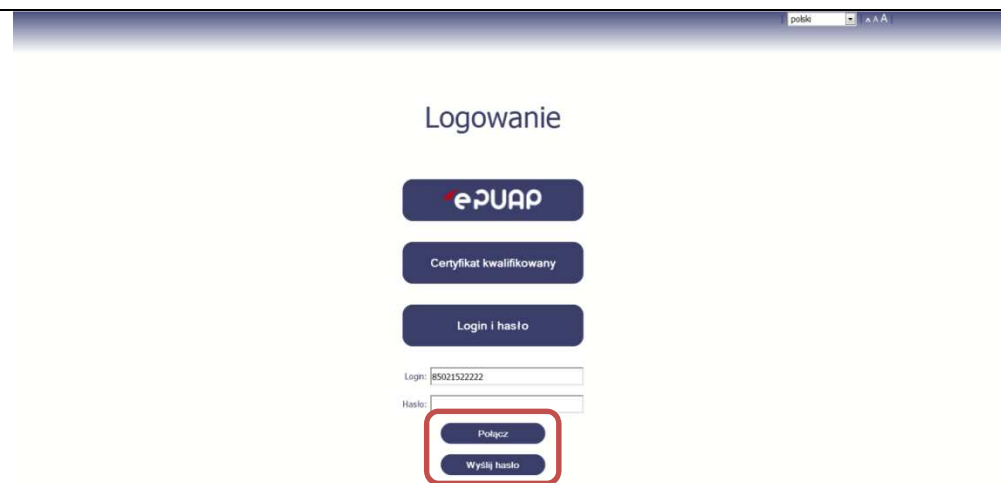 polski
A A A
Logowanie
ePUAP
Certyfikat kwalifikowany
Login i hasło
Login: 85021522222
Hasło:
Połącz
Wyślij hasło